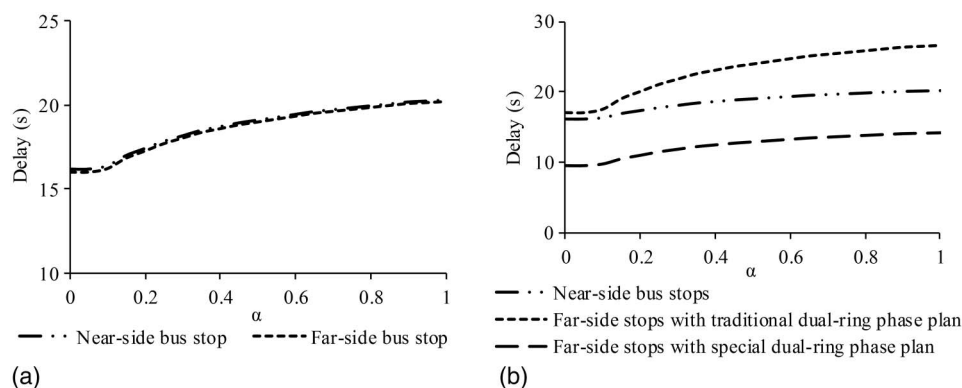 25
20
15
10
Delay (s)
0 0.2 0.4 0.6 0.8 1
α
Near-side bus stop Far-side bus stop
(a)
30
20
10
0
Delay (s)
0 0.2 0.4 0.6 0.8 1
α
Near-side bus stops
Far-side stops with traditional dual-ring phase plan
Far-side stops with special dual-ring phase plan
(b)